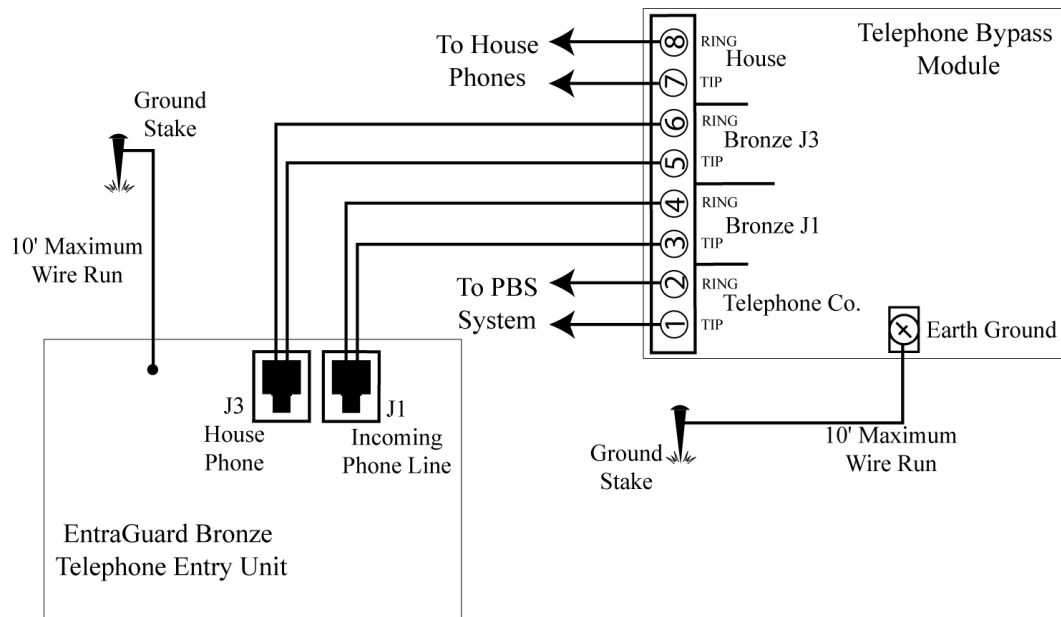 Ground
Stake
10' Maximum
Wire Run
To House
Phones
To PBS
System
8
7
6
5
4
3
2
1
RING
House
TIP
RING
Bronze J3
TIP
RING
Bronze J1
TIP
RING
Telephone Co.
TIP
Telephone Bypass
Module
Earth Ground
10' Maximum
Wire Run
Ground
Stake
J3
House
Phone
J1
Incoming
Phone Line
EntraGuard Bronze
Telephone Entry Unit